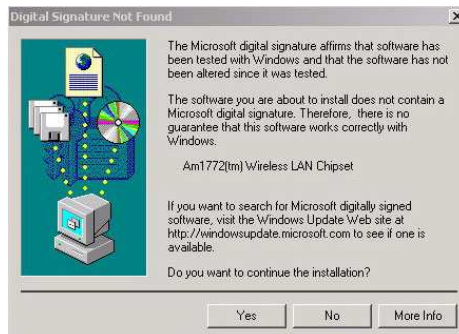 Digital Signature Not Found
The Microsoft digital signature affirms that software has
been tested with Windows and that the software has not
been altered since it was tested.
The software you are about to install does not contain a
Microsoft digital signature. Therefore, there is no
guarantee that this software works correctly with
Windows.
Am1772(tm) Wireless LAN Chipset
If you want to search for Microsoft digitally signed
software, visit the Windows Update Web site at
http://windowsupdate.microsoft.com to see if one is
available.
Do you want to continue the installation?
Yes
No
More Info